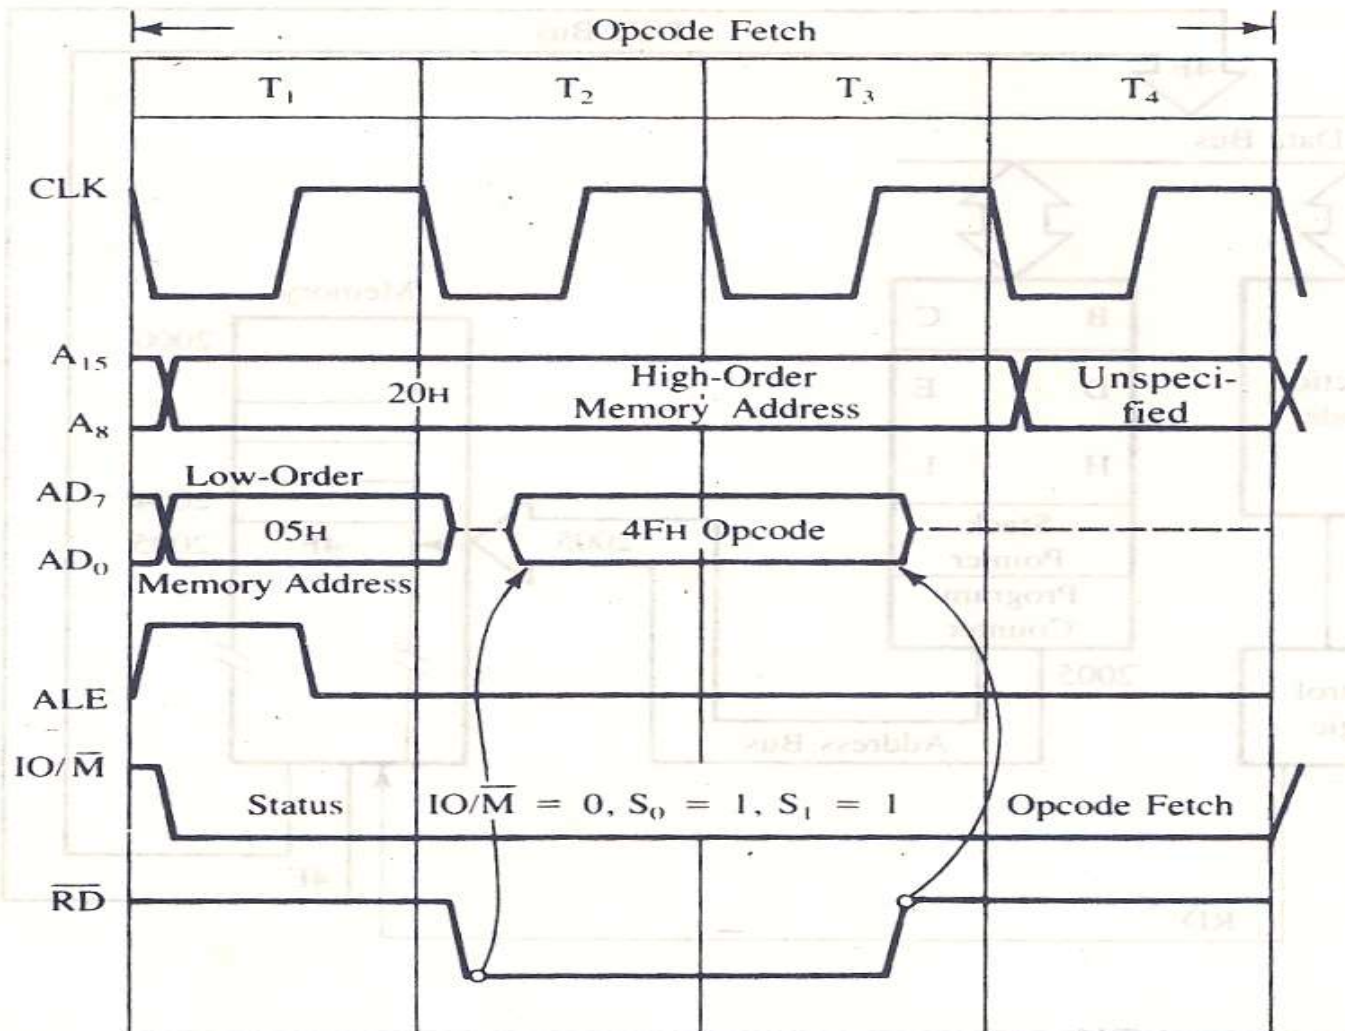 Opcode Fetch
T₁ T₂ T₃ T₄
CLK
A₁₅
20H
High-Order
Memory Address
Unspeci-
fied
A₈
Low-Order
AD₇
05H
4FH Opcode
AD₀
Memory Address
ALE
IO/M̅
Status IO/M̅ = 0, S₀ = 1, S₁ = 1 Opcode Fetch
R̅D̅